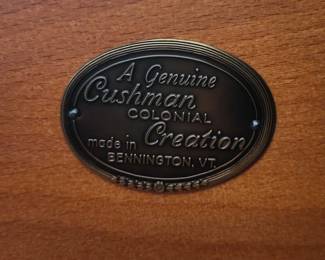 A Genuine
Cushman
COLONIAL
Creation
made in
BENNINGTON, VT.